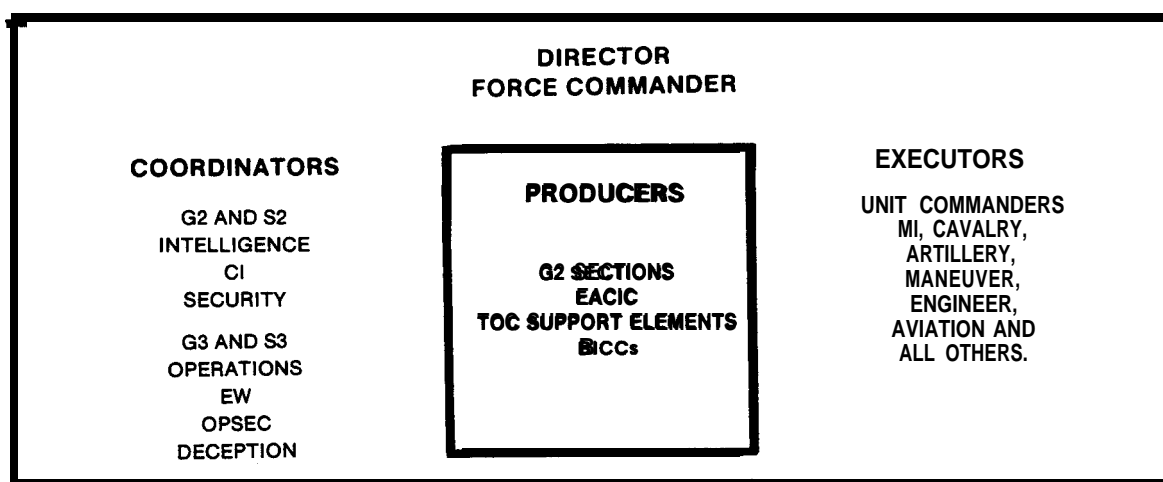 DIRECTOR
FORCE COMMANDER
COORDINATORS
G2 AND S2
INTELLIGENCE
CI
SECURITY
G3 AND S3
OPERATIONS
EW
OPSEC
DECEPTION
PRODUCERS
G2 SECTIONS
EACIC
TOC SUPPORT ELEMENTS
BICCs
EXECUTORS
UNIT COMMANDERS
MI, CAVALRY,
ARTILLERY,
MANEUVER,
ENGINEER,
AVIATION AND
ALL OTHERS.